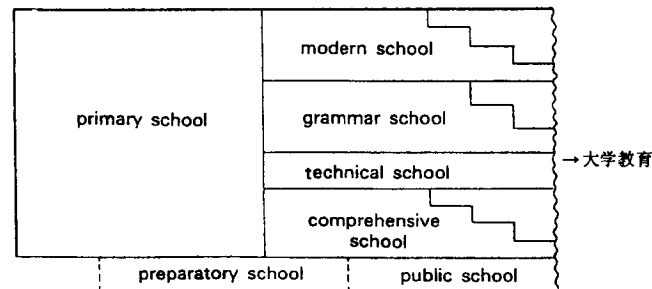 modern school
primary school
grammar school
→大学教育
technical school
comprehensive
school
preparatory school
public school